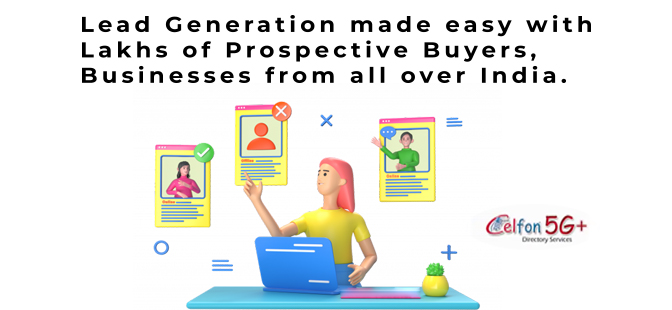 Lead Generation made easy with
Lakhs of Prospective Buyers,
Businesses from all over India.
Celfon 5G+
Directory Services